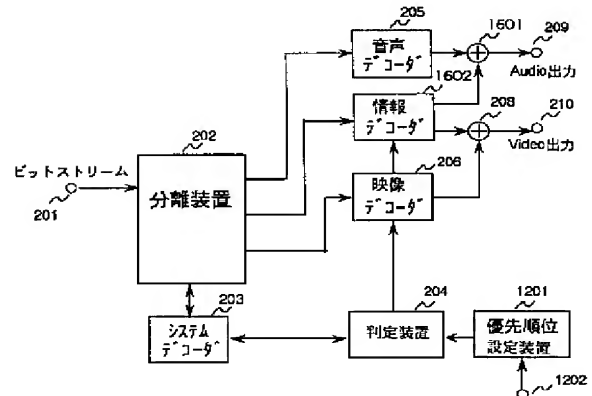 205
1601
209
音声
デコーダ
Audio出力
1602
208
210
情報
デコーダ
Video出力
202
206
ビットストリーム
分離装置
映像
デコーダ
201
203
204
1201
システム
デコーダ
判定装置
優先順位
設定装置
1202